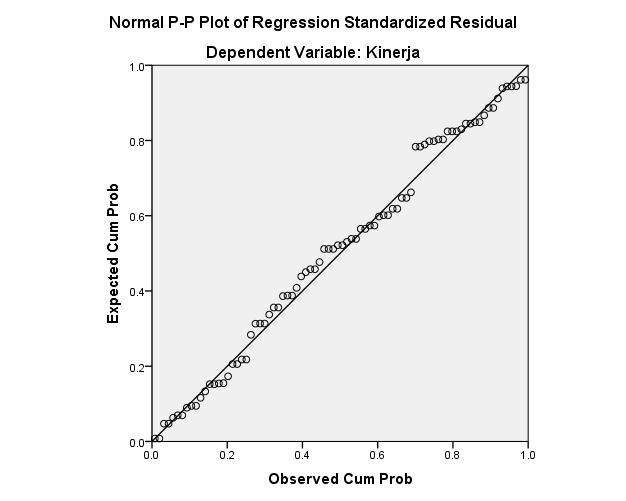 Normal P-P Plot of Regression Standardized Residual
Dependent Variable: Kinerja
1.0
0.8
0.6
0.4
0.2
0.0
Expected Cum Prob
0.0 0.2 0.4 0.6 0.8 1.0
Observed Cum Prob